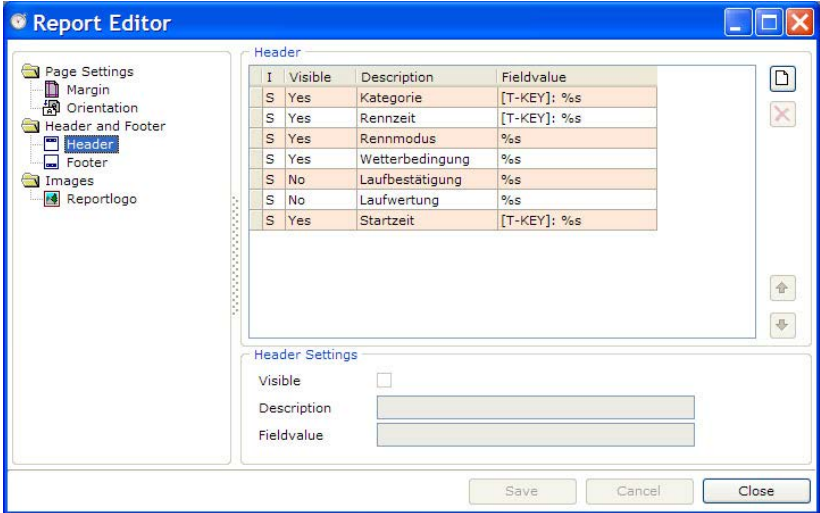 Report Editor
Page Settings
Margin
Orientation
Header and Footer
Header
Footer
Images
Reportlogo
Header
I Visible Description Fieldvalue
S Yes Kategorie [T-KEY]: %s
S Yes Rennzeit [T-KEY]: %s
S Yes Rennmodus %s
S Yes Wetterbedingung %s
S No Laufbestätigung %s
S No Laufwertung %s
S Yes Startzeit [T-KEY]: %s
Header Settings
Visible
Description
Fieldvalue
Save Cancel Close